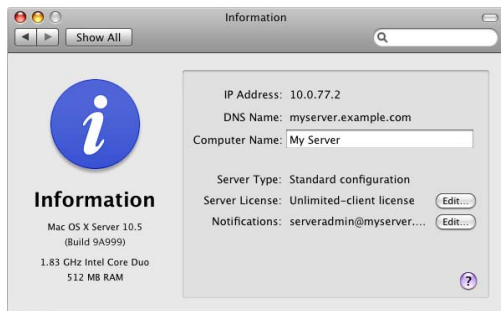 Information
Show All
Information
Mac OS X Server 10.5
(Build 9A999)
1.83 GHz Intel Core Duo
512 MB RAM
IP Address: 10.0.77.2
DNS Name: myserver.example.com
Computer Name: My Server
Server Type: Standard configuration
Server License: Unlimited-client license Edit...
Notifications: serveradmin@myserver.... Edit...
?